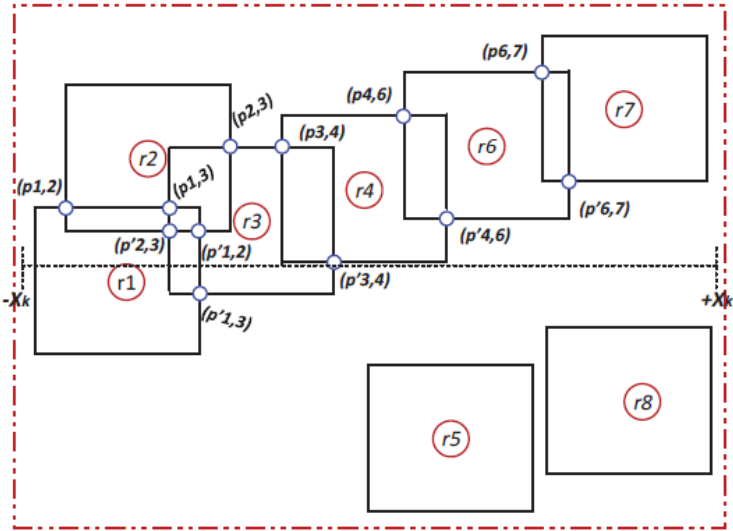 (p6,7)
(p4,6)
r7
(p2,3)
(p3,4)
r2
r6
(p1,3)
(p1,2)
r4
r3
(p'6,7)
(p'2,3)
(p'1,2)
(p'4,6)
r1
(p'3,4)
-Xk
+Xk
(p'1,3)
r8
r5